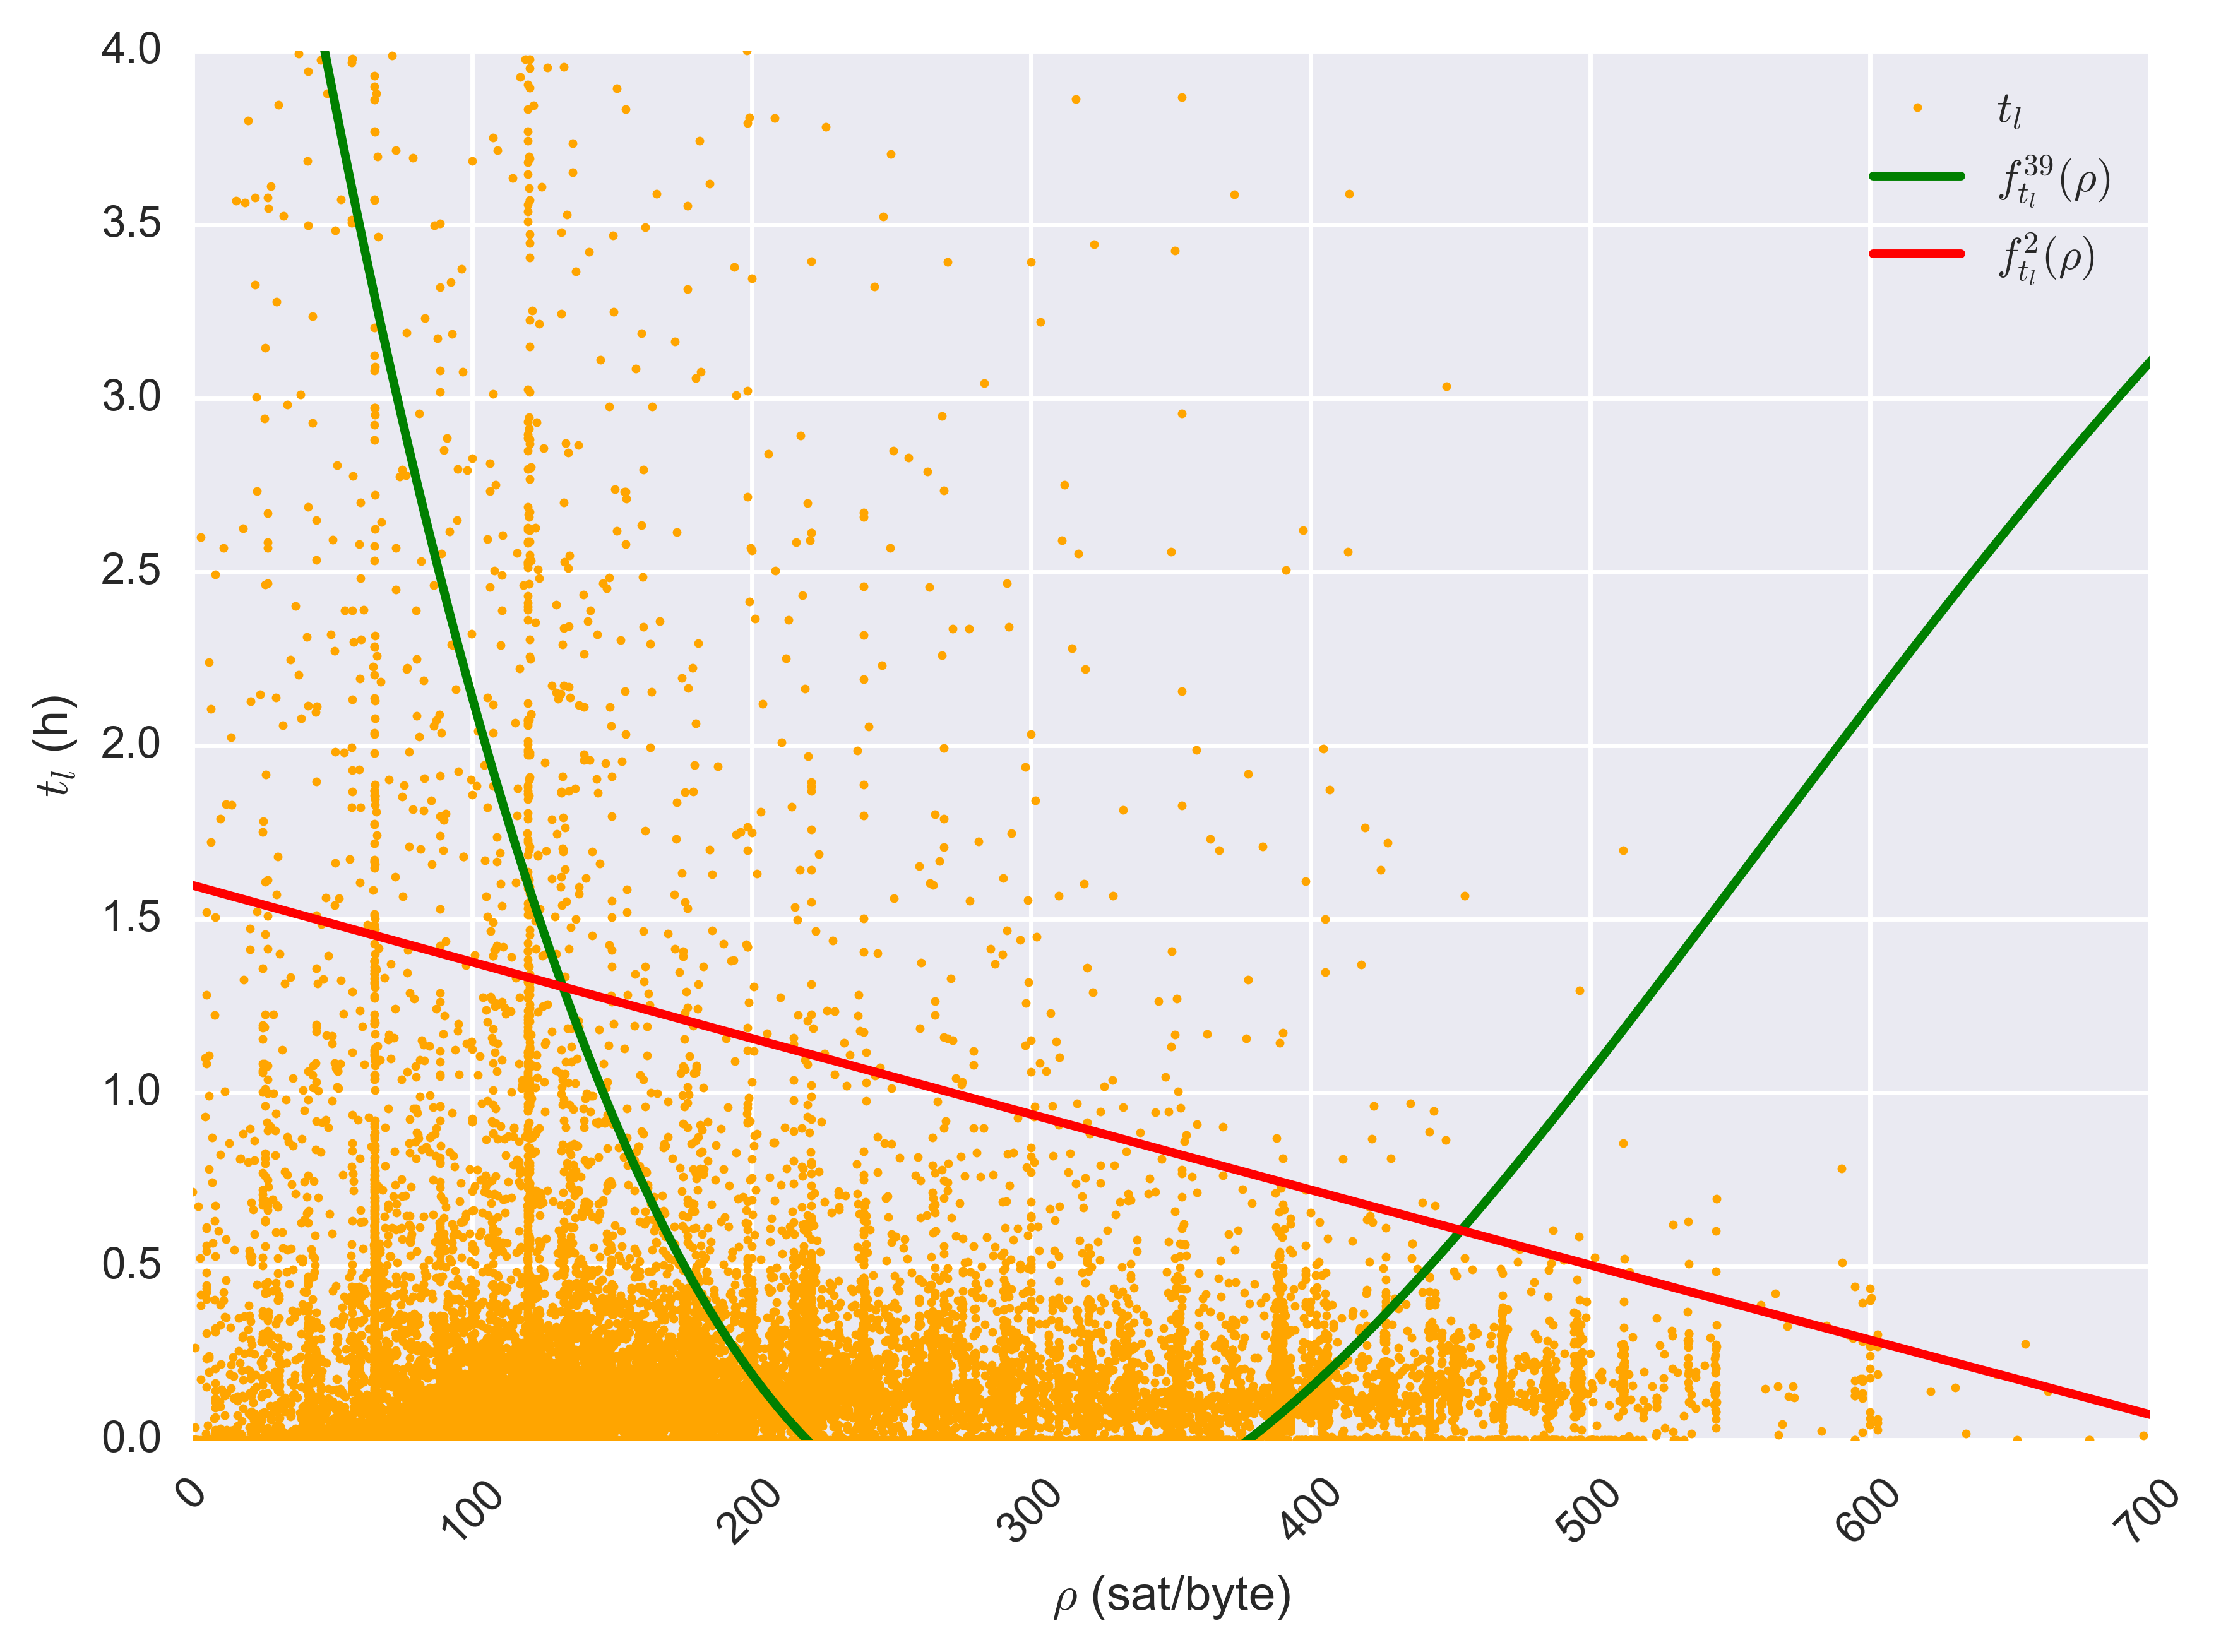 4.0
3.5
3.0
2.5
2.0
1.5
1.0
0.5
0.0
t_l (h)
t_l
f_{t_l}^{39}(ρ)
f_{t_l}^{2}(ρ)
0 100 200 300 400 500 600 700
ρ (sat/byte)